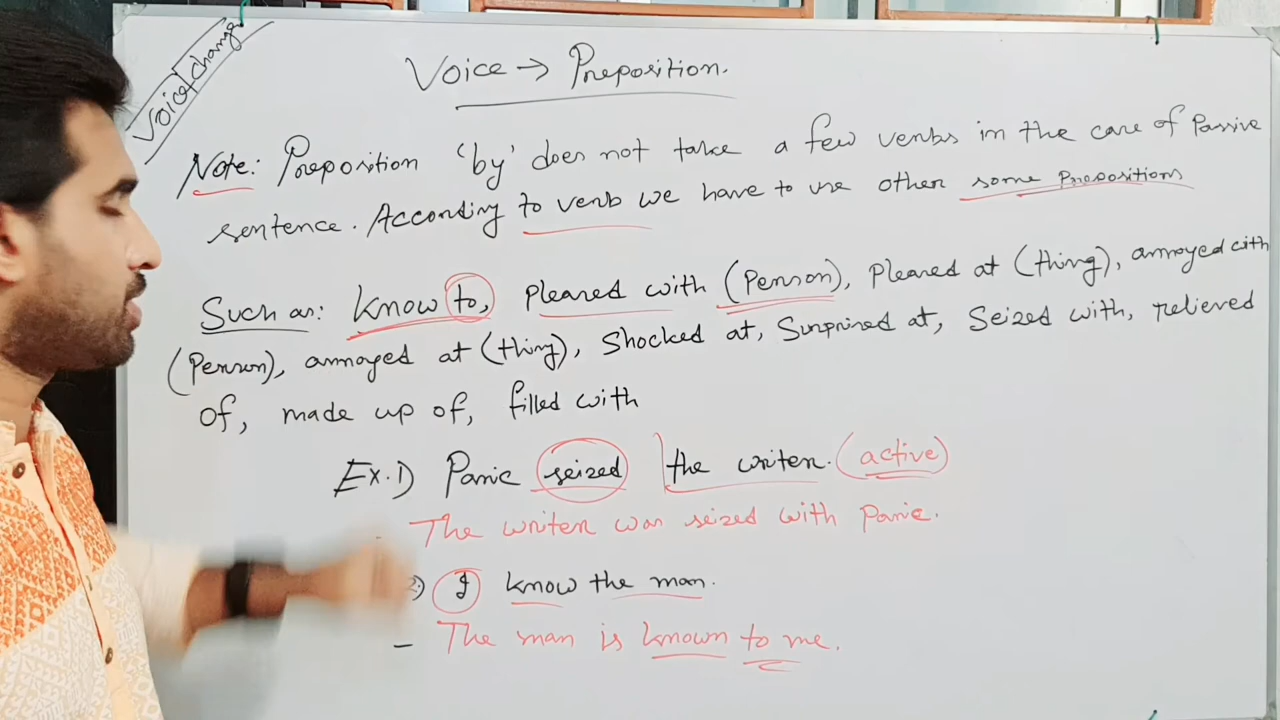 Voice Change
Voice → Preposition.
Note: Preposition 'by' does not take a few verbs in the care of Passive
sentence. According to verb we have to use other some Prepositions
Such as: Know to, Pleared with (Person), Pleared at (thing), annoyed with
(Person), annoyed at (thing), Shocked at, Surprised at, Seized with, relieved
of, made up of, filled with
Ex.1) Panic seized the writer. (active)
The writer was seized with Panic.
I know the man.
– The man is known to me.